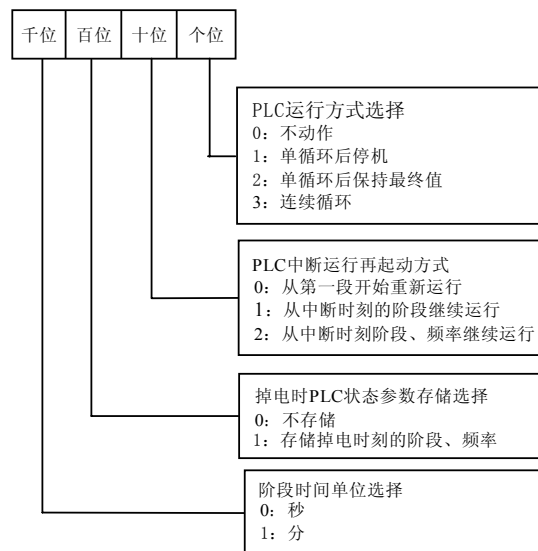 千位 百位 十位 个位
PLC运行方式选择
0：不动作
1：单循环后停机
2：单循环后保持最终值
3：连续循环
PLC中断运行再起动方式
0：从第一段开始重新运行
1：从中断时刻的阶段继续运行
2：从中断时刻阶段、频率继续运行
掉电时PLC状态参数存储选择
0：不存储
1：存储掉电时刻的阶段、频率
阶段时间单位选择
0：秒
1：分